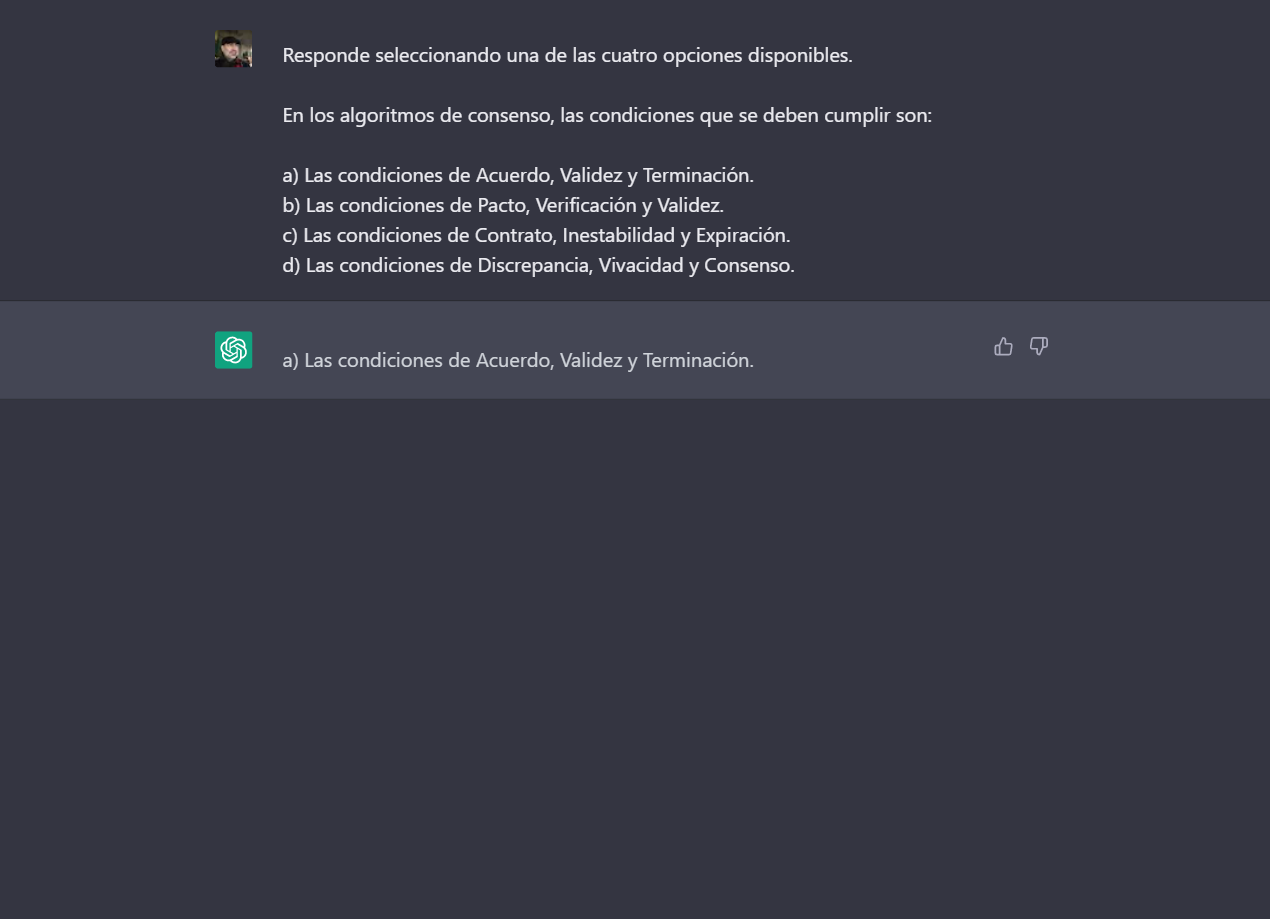 Responde seleccionando una de las cuatro opciones disponibles.
En los algoritmos de consenso, las condiciones que se deben cumplir son:
a) Las condiciones de Acuerdo, Validez y Terminación.
b) Las condiciones de Pacto, Verificación y Validez.
c) Las condiciones de Contrato, Inestabilidad y Expiración.
d) Las condiciones de Discrepancia, Vivacidad y Consenso.
a) Las condiciones de Acuerdo, Validez y Terminación.